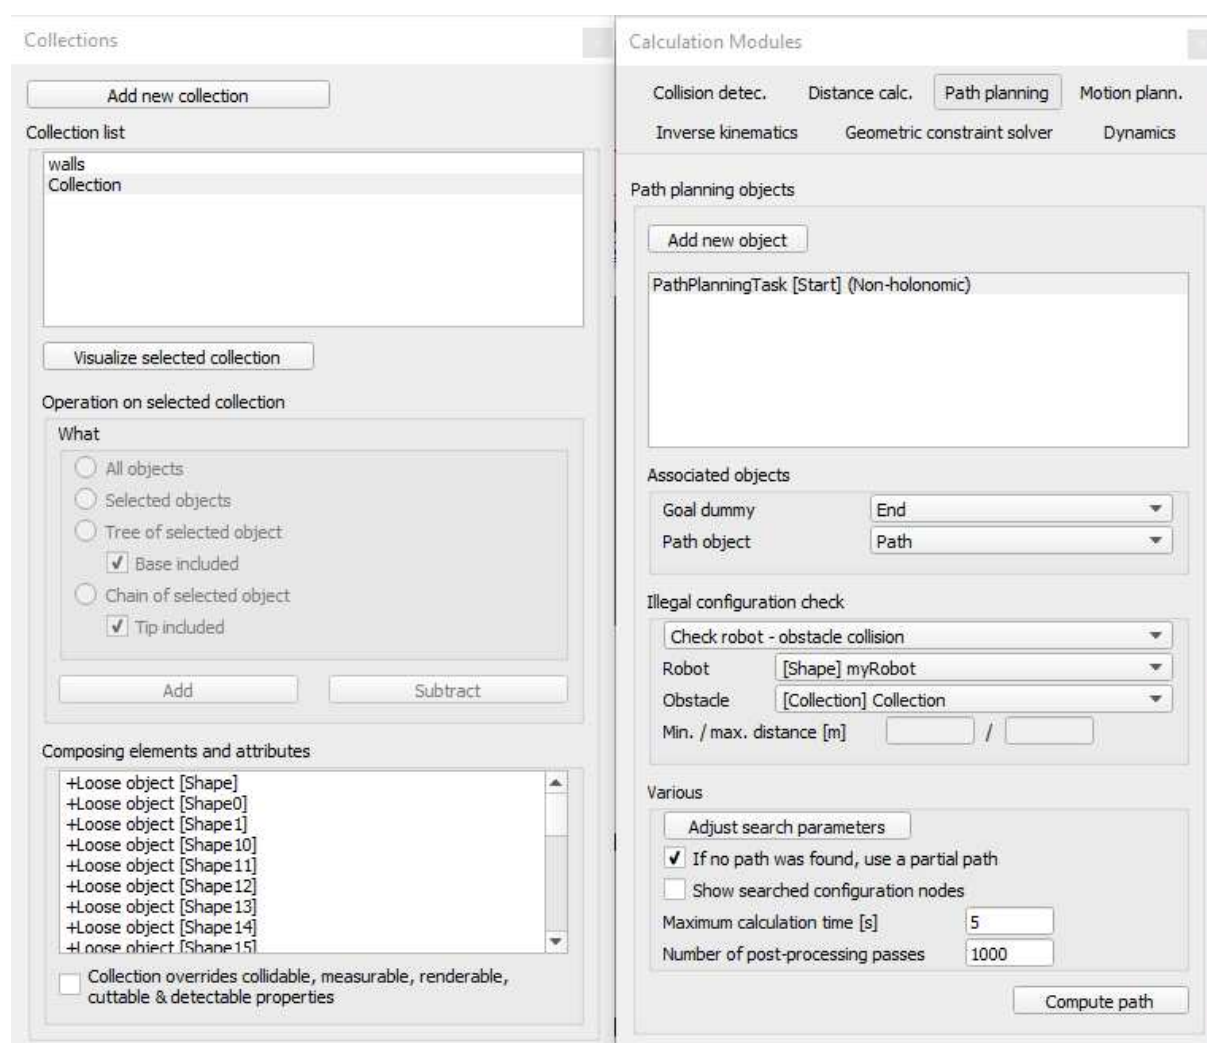 Collections
Add new collection
Collection list
walls
Collection
Visualize selected collection
Operation on selected collection
What
All objects
Selected objects
Tree of selected object
Base included
Chain of selected object
Tip included
Add
Subtract
Composing elements and attributes
+Loose object [Shape]
+Loose object [Shape0]
+Loose object [Shape1]
+Loose object [Shape10]
+Loose object [Shape11]
+Loose object [Shape12]
+Loose object [Shape13]
+Loose object [Shape14]
+Loose object [Shape15]
Collection overrides collidable, measurable, renderable,
cuttable & detectable properties
Calculation Modules
Collision detec. Distance calc. Path planning Motion plann.
Inverse kinematics Geometric constraint solver Dynamics
Path planning objects
Add new object
PathPlanningTask [Start] (Non-holonomic)
Associated objects
Goal dummy End
Path object Path
Illegal configuration check
Check robot - obstacle collision
Robot [Shape] myRobot
Obstacle [Collection] Collection
Min. / max. distance [m] /
Various
Adjust search parameters
If no path was found, use a partial path
Show searched configuration nodes
Maximum calculation time [s] 5
Number of post-processing passes 1000
Compute path